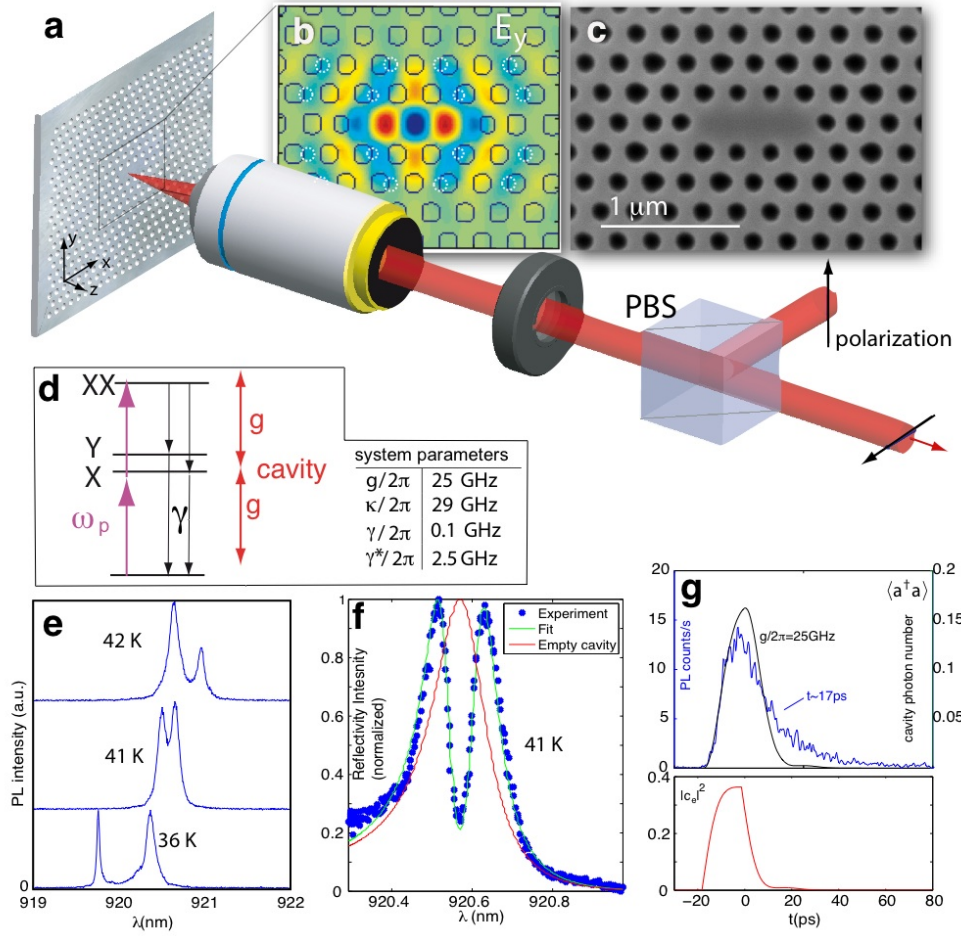 a
b
E_y
c
1 μm
y
x
z
PBS
polarization
d
XX
Y
X
ω_p
γ
g
cavity
g
system parameters
g/2π 25 GHz
κ/2π 29 GHz
γ/2π 0.1 GHz
γ*/2π 2.5 GHz
e
42 K
41 K
36 K
PL intensity (a.u.)
0
919 920 921 922
λ(nm)
f
Experiment
Fit
Empty cavity
41 K
Reflectivity Intesnity
(normalized)
1
0.8
0.6
0.4
0.2
0
920.4 920.6 920.8
λ (nm)
g
⟨a†a⟩
g/2π=25GHz
t~17ps
PL counts/s
20
15
10
5
0
cavity photon number
0.2
0.15
0.1
0.05
|c_e|²
0.4
0.2
0
−20 0 20 40 60 80
t(ps)